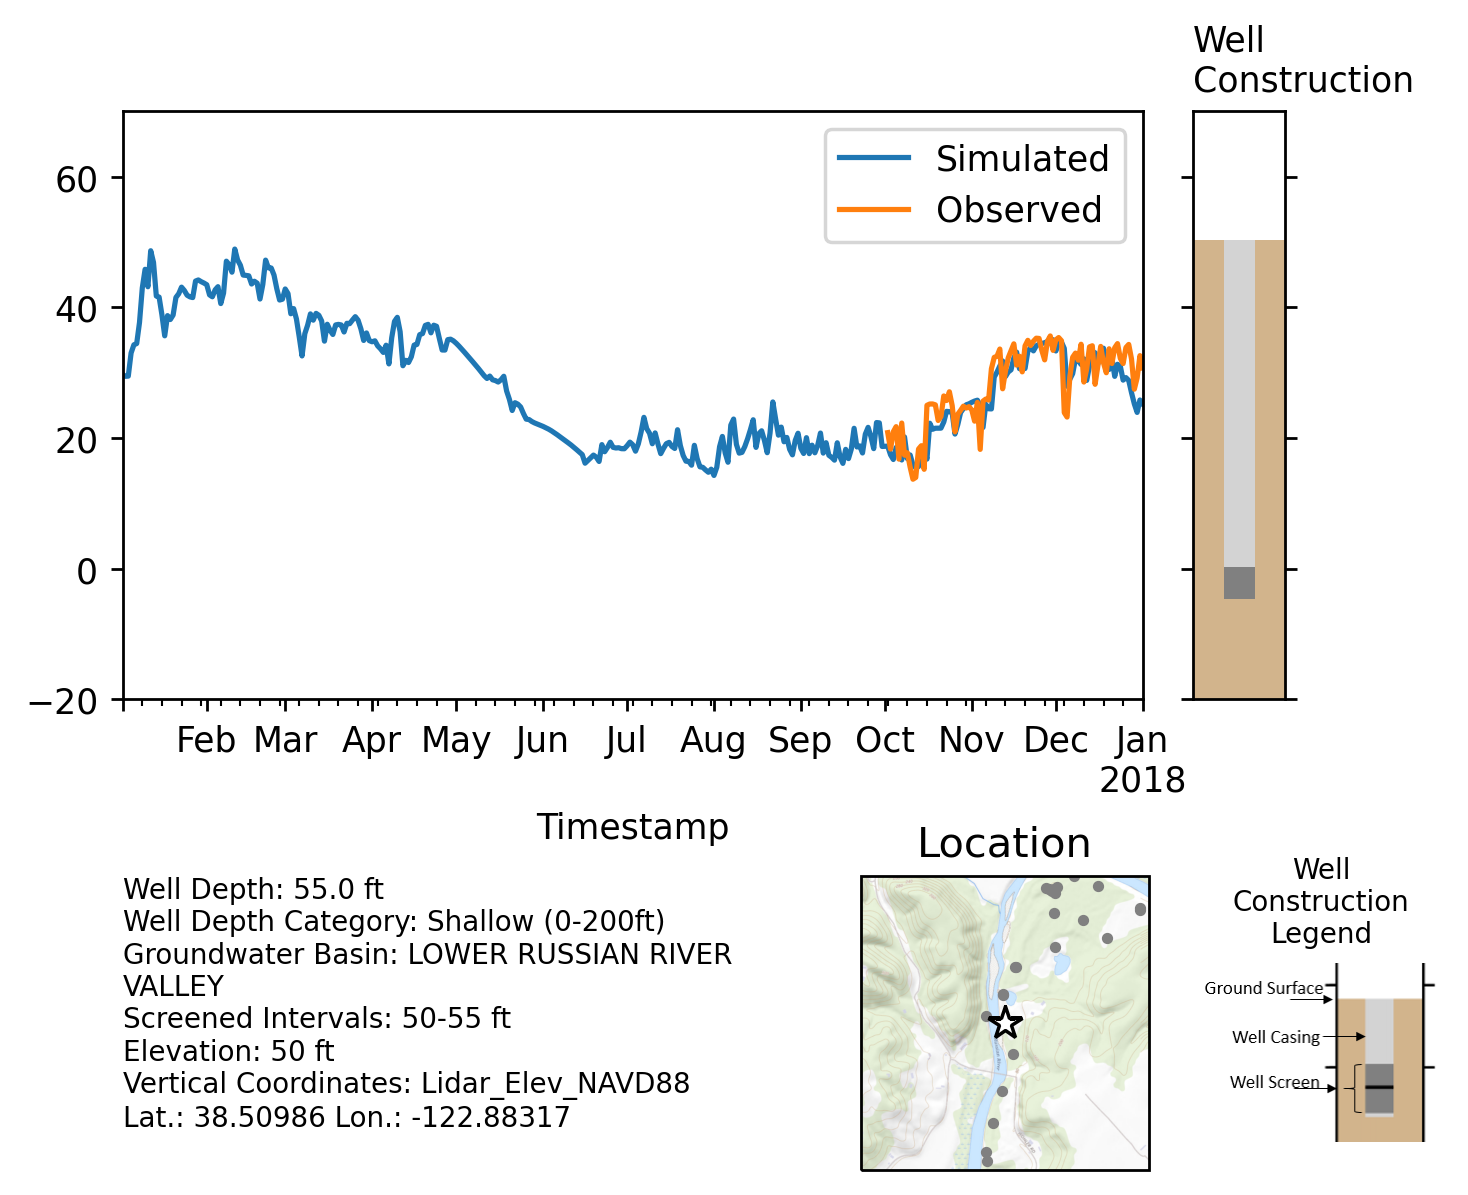 Well
Construction
Simulated
Observed
60
40
20
0
−20
Feb Mar Apr May Jun Jul Aug Sep Oct Nov Dec Jan
2018
Timestamp
Well Depth: 55.0 ft
Well Depth Category: Shallow (0-200ft)
Groundwater Basin: LOWER RUSSIAN RIVER
VALLEY
Screened Intervals: 50-55 ft
Elevation: 50 ft
Vertical Coordinates: Lidar_Elev_NAVD88
Lat.: 38.50986 Lon.: -122.88317
Location
Well
Construction
Legend
Ground Surface
Well Casing
Well Screen